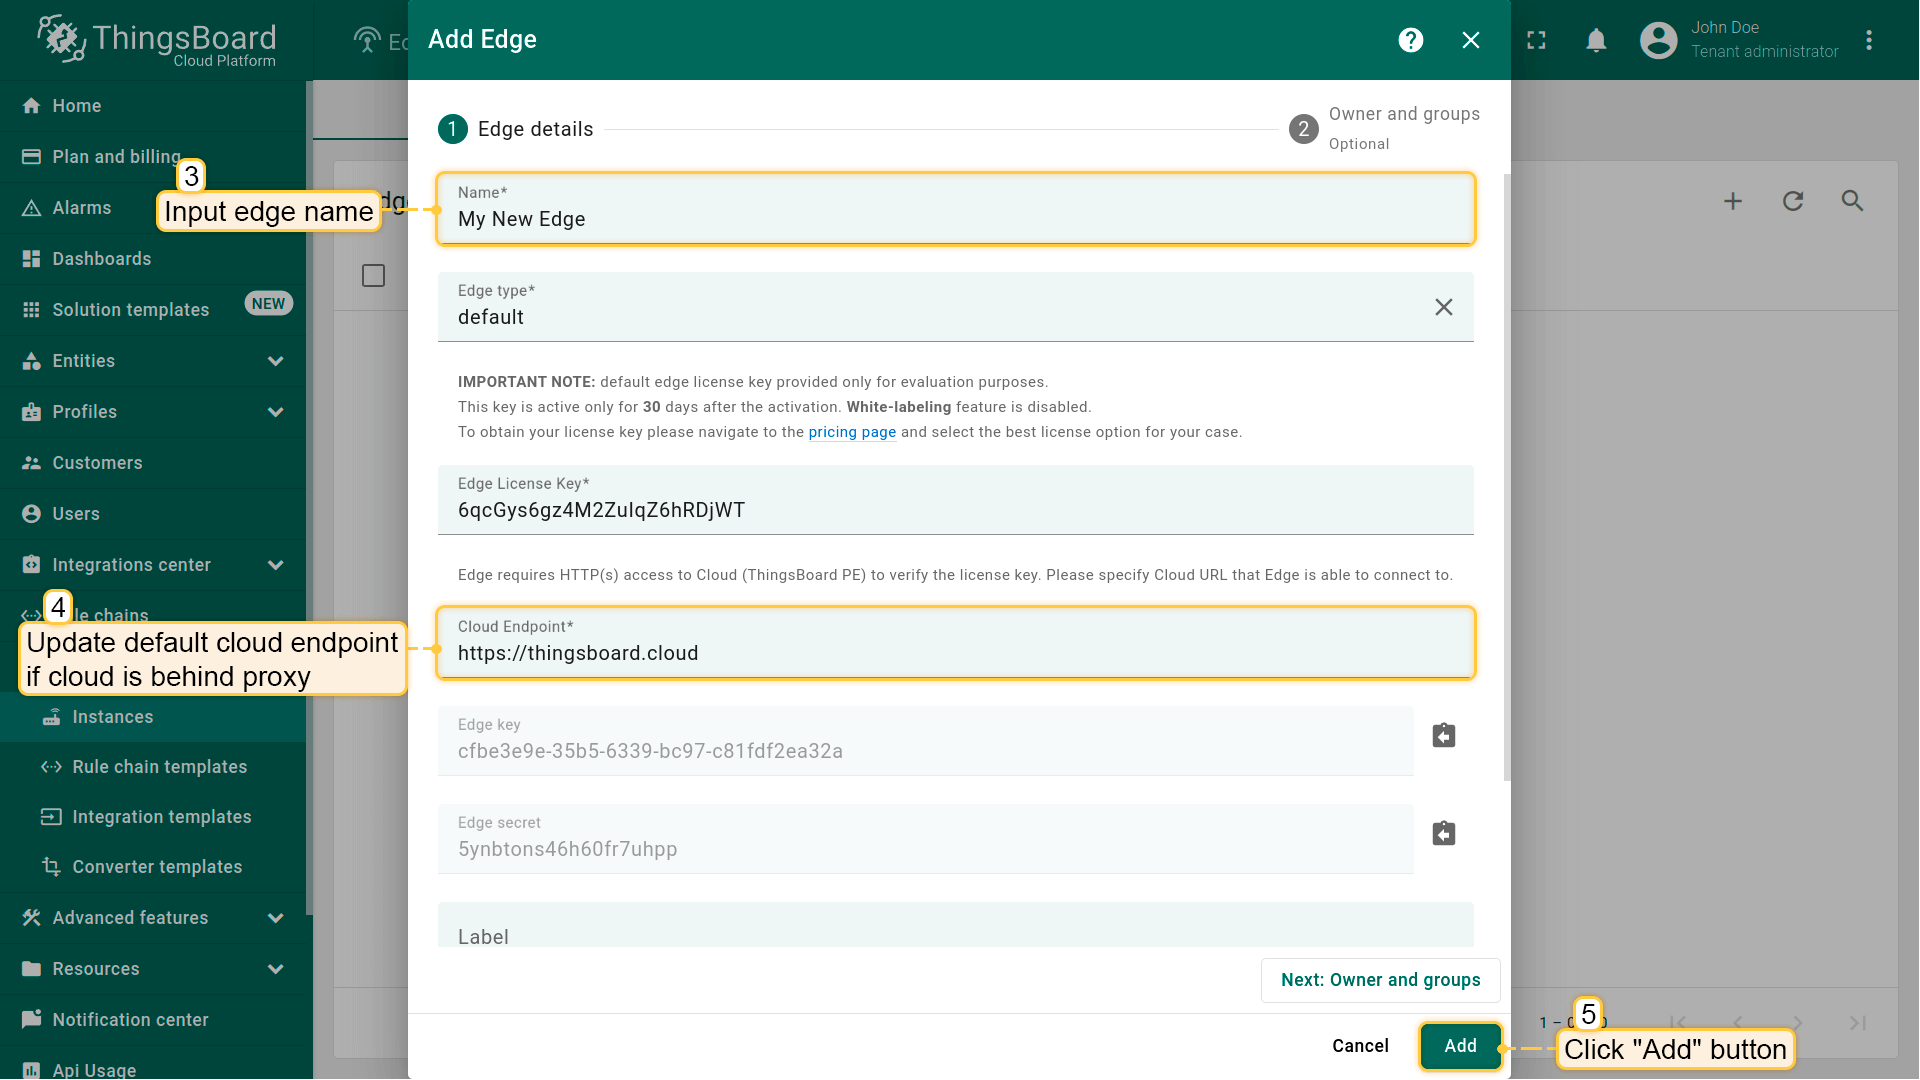 ThingsBoard
Cloud Platform
Add Edge
John Doe
Tenant administrator
Home
Plan and billing
Alarms
Dashboards
Solution templates
NEW
Entities
Profiles
Customers
Users
Integrations center
le chains
Instances
Rule chain templates
Integration templates
Converter templates
Advanced features
Resources
Notification center
Api Usage
1
Edge details
2
Owner and groups
Optional
3
Input edge name
Name*
My New Edge
Edge type*
default
IMPORTANT NOTE: default edge license key provided only for evaluation purposes.
This key is active only for 30 days after the activation. White-labeling feature is disabled.
To obtain your license key please navigate to the pricing page and select the best license option for your case.
Edge License Key*
6qcGys6gz4M2ZuIqZ6hRDjWT
Edge requires HTTP(s) access to Cloud (ThingsBoard PE) to verify the license key. Please specify Cloud URL that Edge is able to connect to.
4
Update default cloud endpoint
if cloud is behind proxy
Cloud Endpoint*
https://thingsboard.cloud
Edge key
cfbe3e9e-35b5-6339-bc97-c81fdf2ea32a
Edge secret
5ynbtons46h60fr7uhpp
Label
Next: Owner and groups
Cancel
Add
5
Click "Add" button